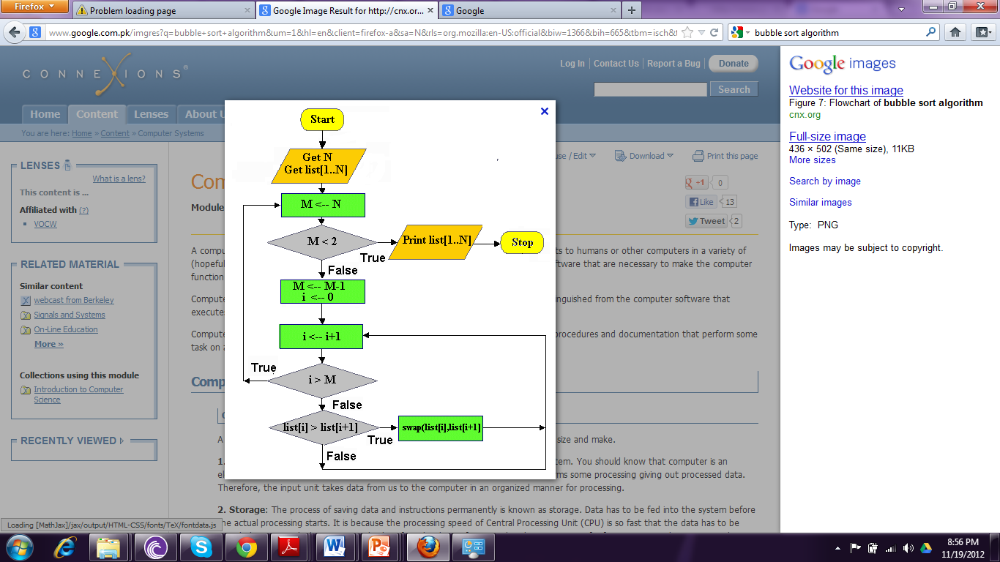 Firefox
Problem loading page
Google Image Result for http://cnx.or...
Google
www.google.com.pk/imgres?q=bubble+sort+algorithm&um=1&hl=en&client=firefox-a&sa=N&rls=org.mozilla:en-US:official&biw=1366&bih=665&tbm=isch&
bubble sort algorithm
CONNEXIONS®
Log In
Contact Us
Report a Bug
Donate
Search
Home
Content
Lenses
About U
You are here: Home » Content » Computer Systems
LENSES
What is a lens?
This content is ...
Affiliated with (?)
VOCW
RELATED MATERIAL
Similar content
webcast from Berkeley
Signals and Systems
On-Line Education
More »
Collections using this module
Introduction to Computer
Science
RECENTLY VIEWED
Com
use / Edit
Download
Print this page
Module
+1
0
Like
13
Tweet
2
A compu
ts to humans or other computers in a variety of
(hopeful
ftware that are necessary to make the computer
function
Compute
nguished from the computer software that
execute
Compute
procedures and documentation that perform some
task on a
Comp
A
size and make.
1.
tem. You should know that computer is an
el
rms some processing giving out processed data.
Therefore, the input unit takes data from us to the computer in an organized manner for processing.
2. Storage: The process of saving data and instructions permanently is known as storage. Data has to be fed into the system before
the actual processing starts. It is because the processing speed of Central Processing Unit (CPU) is so fast that the data has to be
Start
Get N
Get list[1..N]
M <-- N
M < 2
True
Print list[1..N]
Stop
False
M <-- M-1
i <-- 0
i <-- i+1
True
i > M
False
list[i] > list[i+1]
True
swap(list[i],list[i+1]
False
Google images
Website for this image
Figure 7: Flowchart of bubble sort algorithm
cnx.org
Full-size image
436 × 502 (Same size), 11KB
More sizes
Search by image
Similar images
Type: PNG
Images may be subject to copyright.
Loading [MathJax]/jax/output/HTML-CSS/fonts/TeX/fontdata.js
8:56 PM
11/19/2012